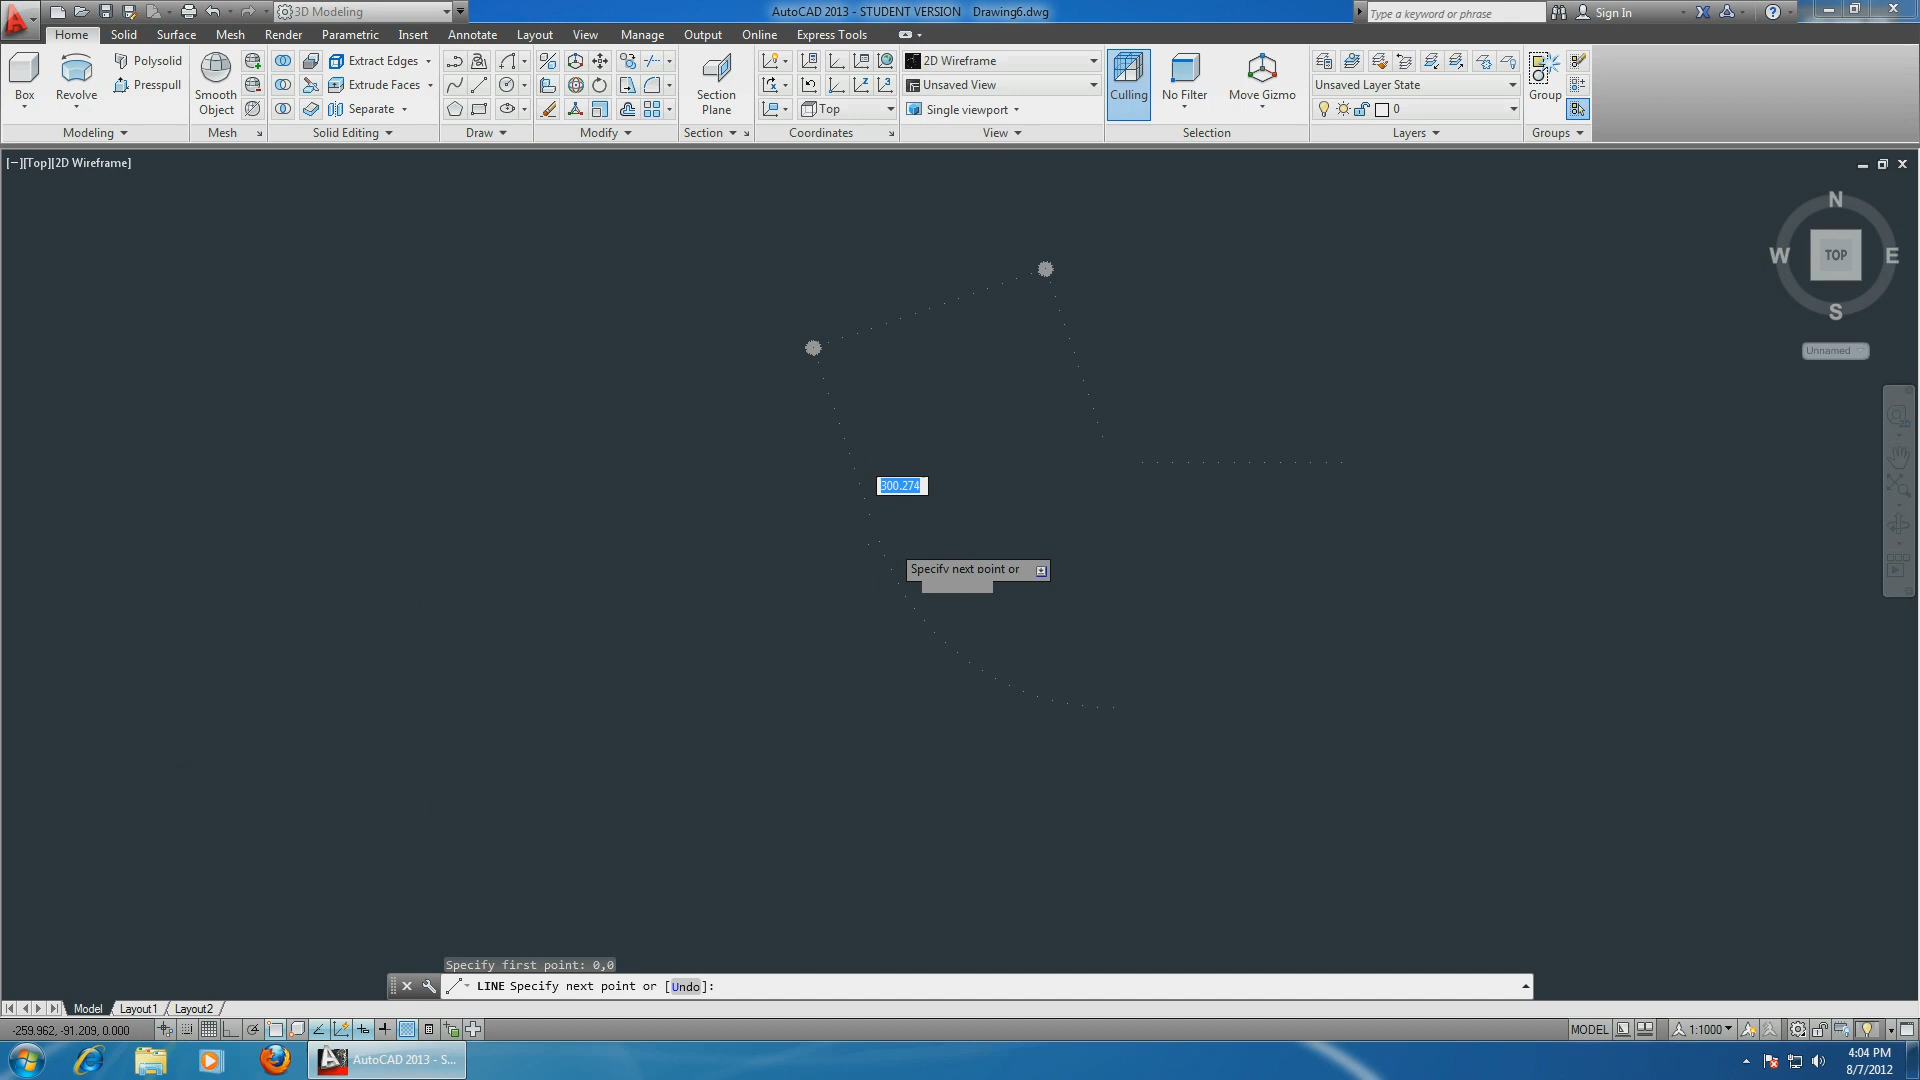 3D Modeling
AutoCAD 2013 - STUDENT VERSION Drawing6.dwg
Type a keyword or phrase
Sign In
Home Solid Surface Mesh Render Parametric Insert Annotate Layout View Manage Output Online Express Tools
Box
Revolve
Polysolid
Presspull
Modeling
Smooth
Object
Mesh
Extract Edges
Extrude Faces
Separate
Solid Editing
Draw
Modify
Section
Plane
Section
Top
Coordinates
2D Wireframe
Unsaved View
Single viewport
View
Culling
No Filter
Move Gizmo
Selection
Unsaved Layer State
0
Layers
Group
Groups
[−][Top][2D Wireframe]
N
W TOP E
S
Unnamed
300.274
Specify next point or
Specify first point: 0,0
LINE Specify next point or [Undo]:
Model Layout1 Layout2
-259.962, -91.209, 0.000
MODEL
1:1000
AutoCAD 2013 - S...
4:04 PM
8/7/2012